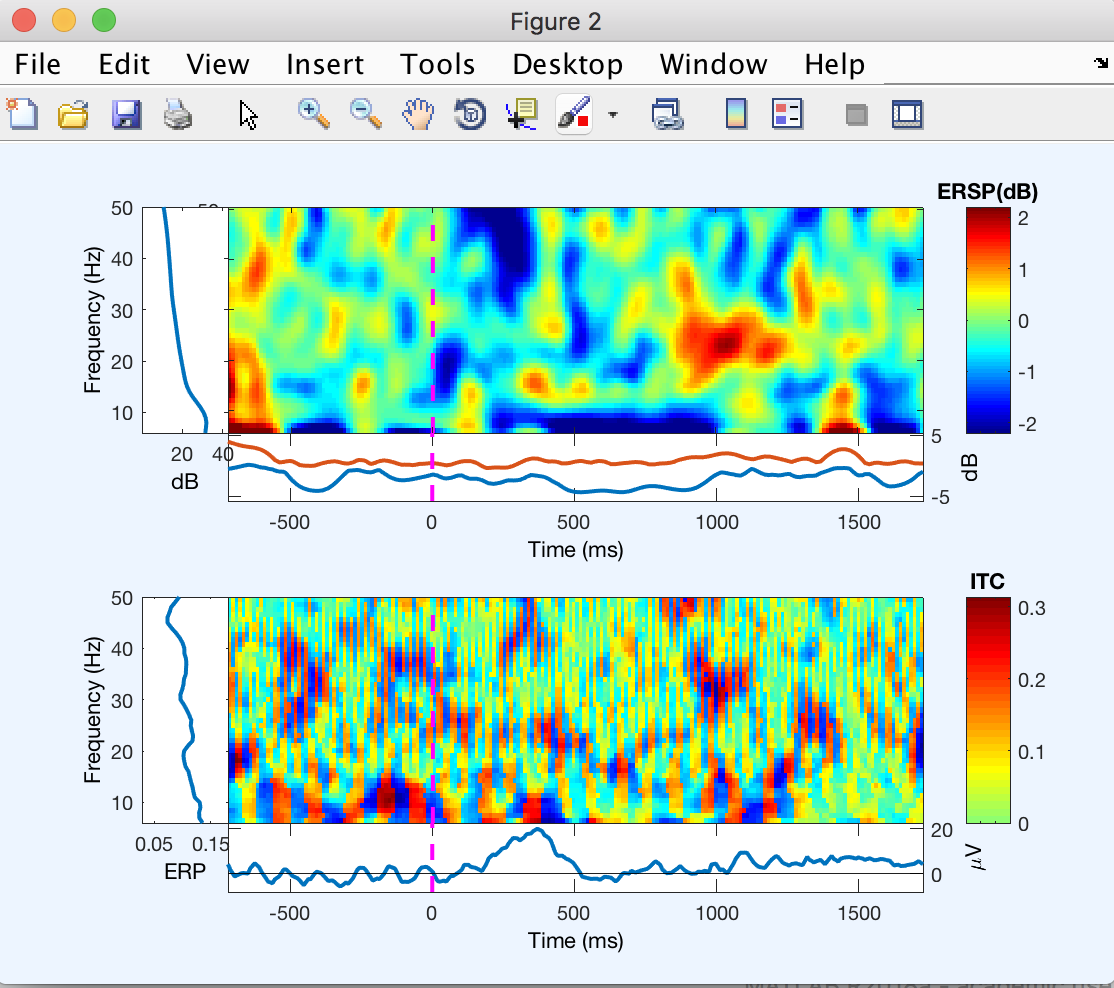 Figure 2
File Edit View Insert Tools Desktop Window Help
ERSP(dB)
50
40
30
20
10
Frequency (Hz)
20 40
dB
2
1
0
-1
-2
5
-5
dB
-500 0 500 1000 1500
Time (ms)
ITC
50
40
30
20
10
Frequency (Hz)
0.05 0.15
ERP
0.3
0.2
0.1
0
20
0
μV
-500 0 500 1000 1500
Time (ms)